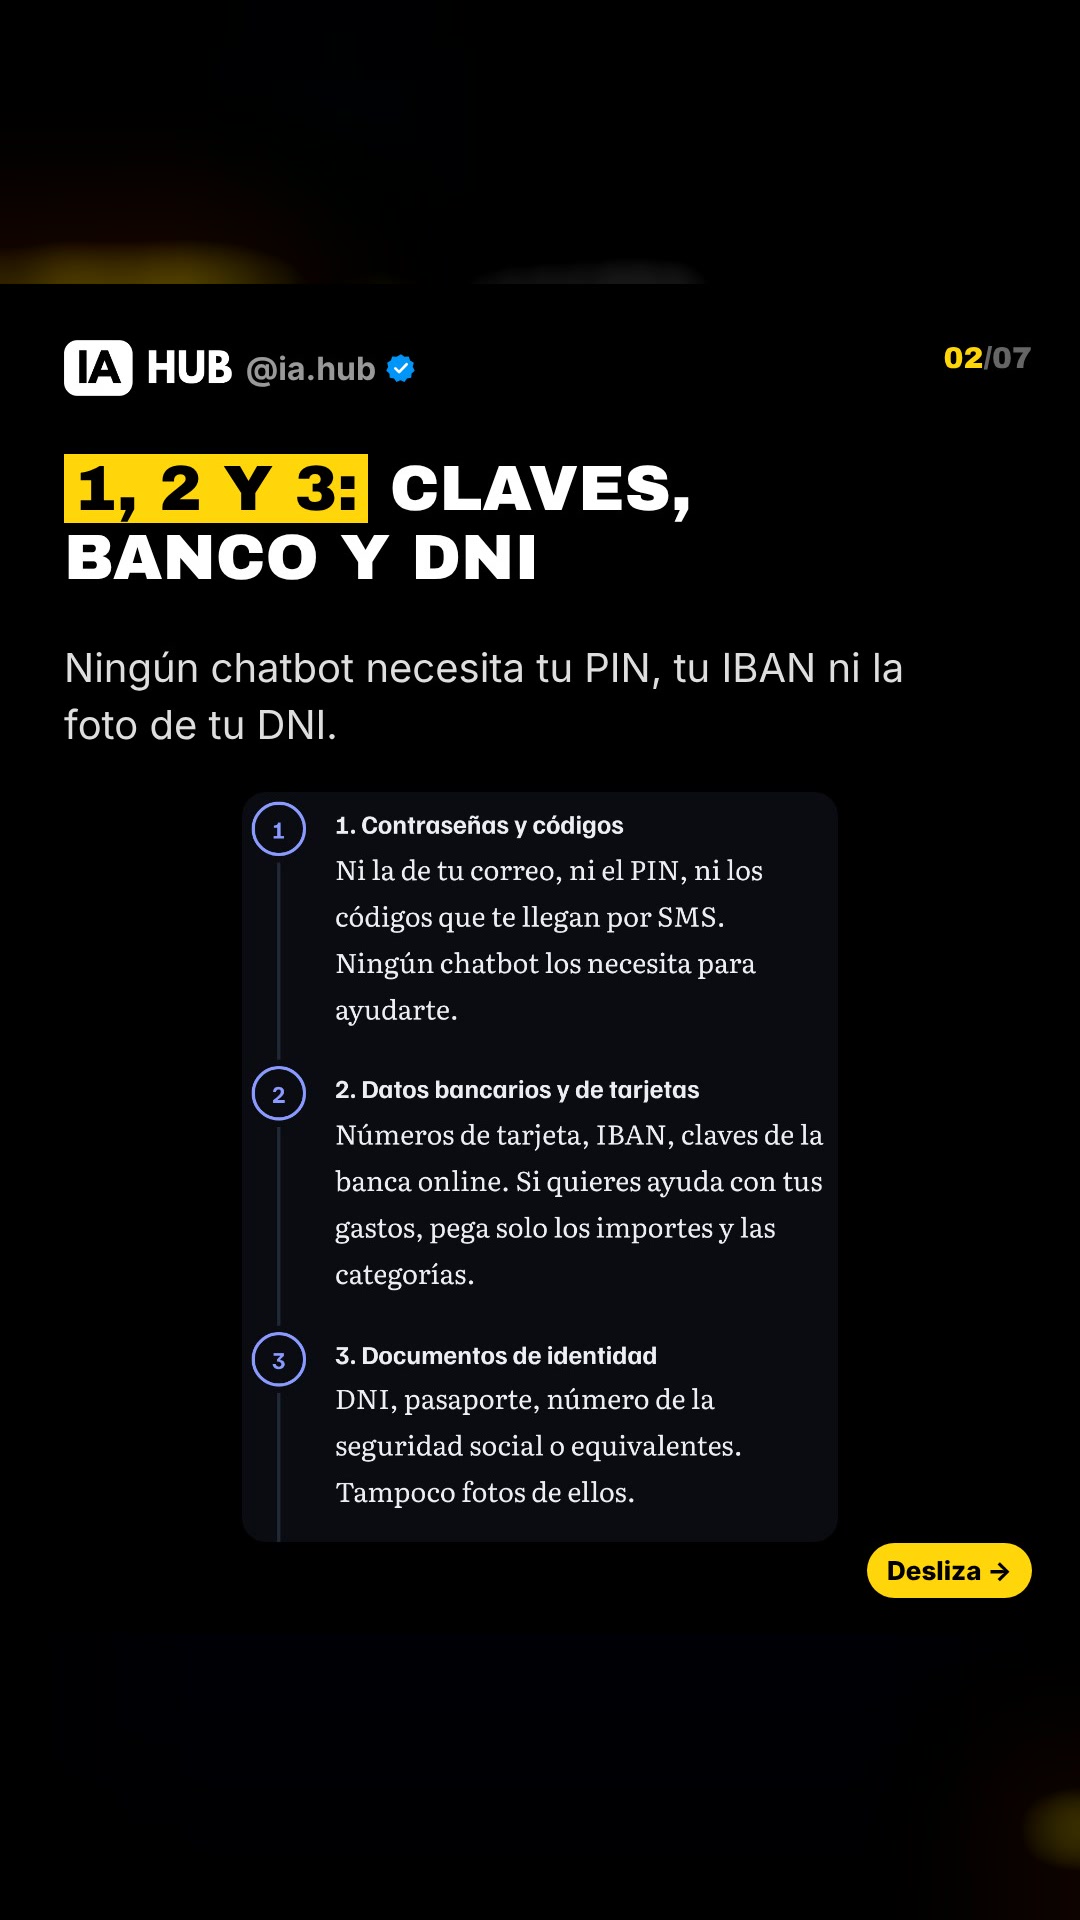 IA HUB @ia.hub
02/07
1, 2 Y 3: CLAVES,
BANCO Y DNI
Ningún chatbot necesita tu PIN, tu IBAN ni la
foto de tu DNI.
1
1. Contraseñas y códigos
Ni la de tu correo, ni el PIN, ni los
códigos que te llegan por SMS.
Ningún chatbot los necesita para
ayudarte.
2
2. Datos bancarios y de tarjetas
Números de tarjeta, IBAN, claves de la
banca online. Si quieres ayuda con tus
gastos, pega solo los importes y las
categorías.
3
3. Documentos de identidad
DNI, pasaporte, número de la
seguridad social o equivalentes.
Tampoco fotos de ellos.
Desliza →